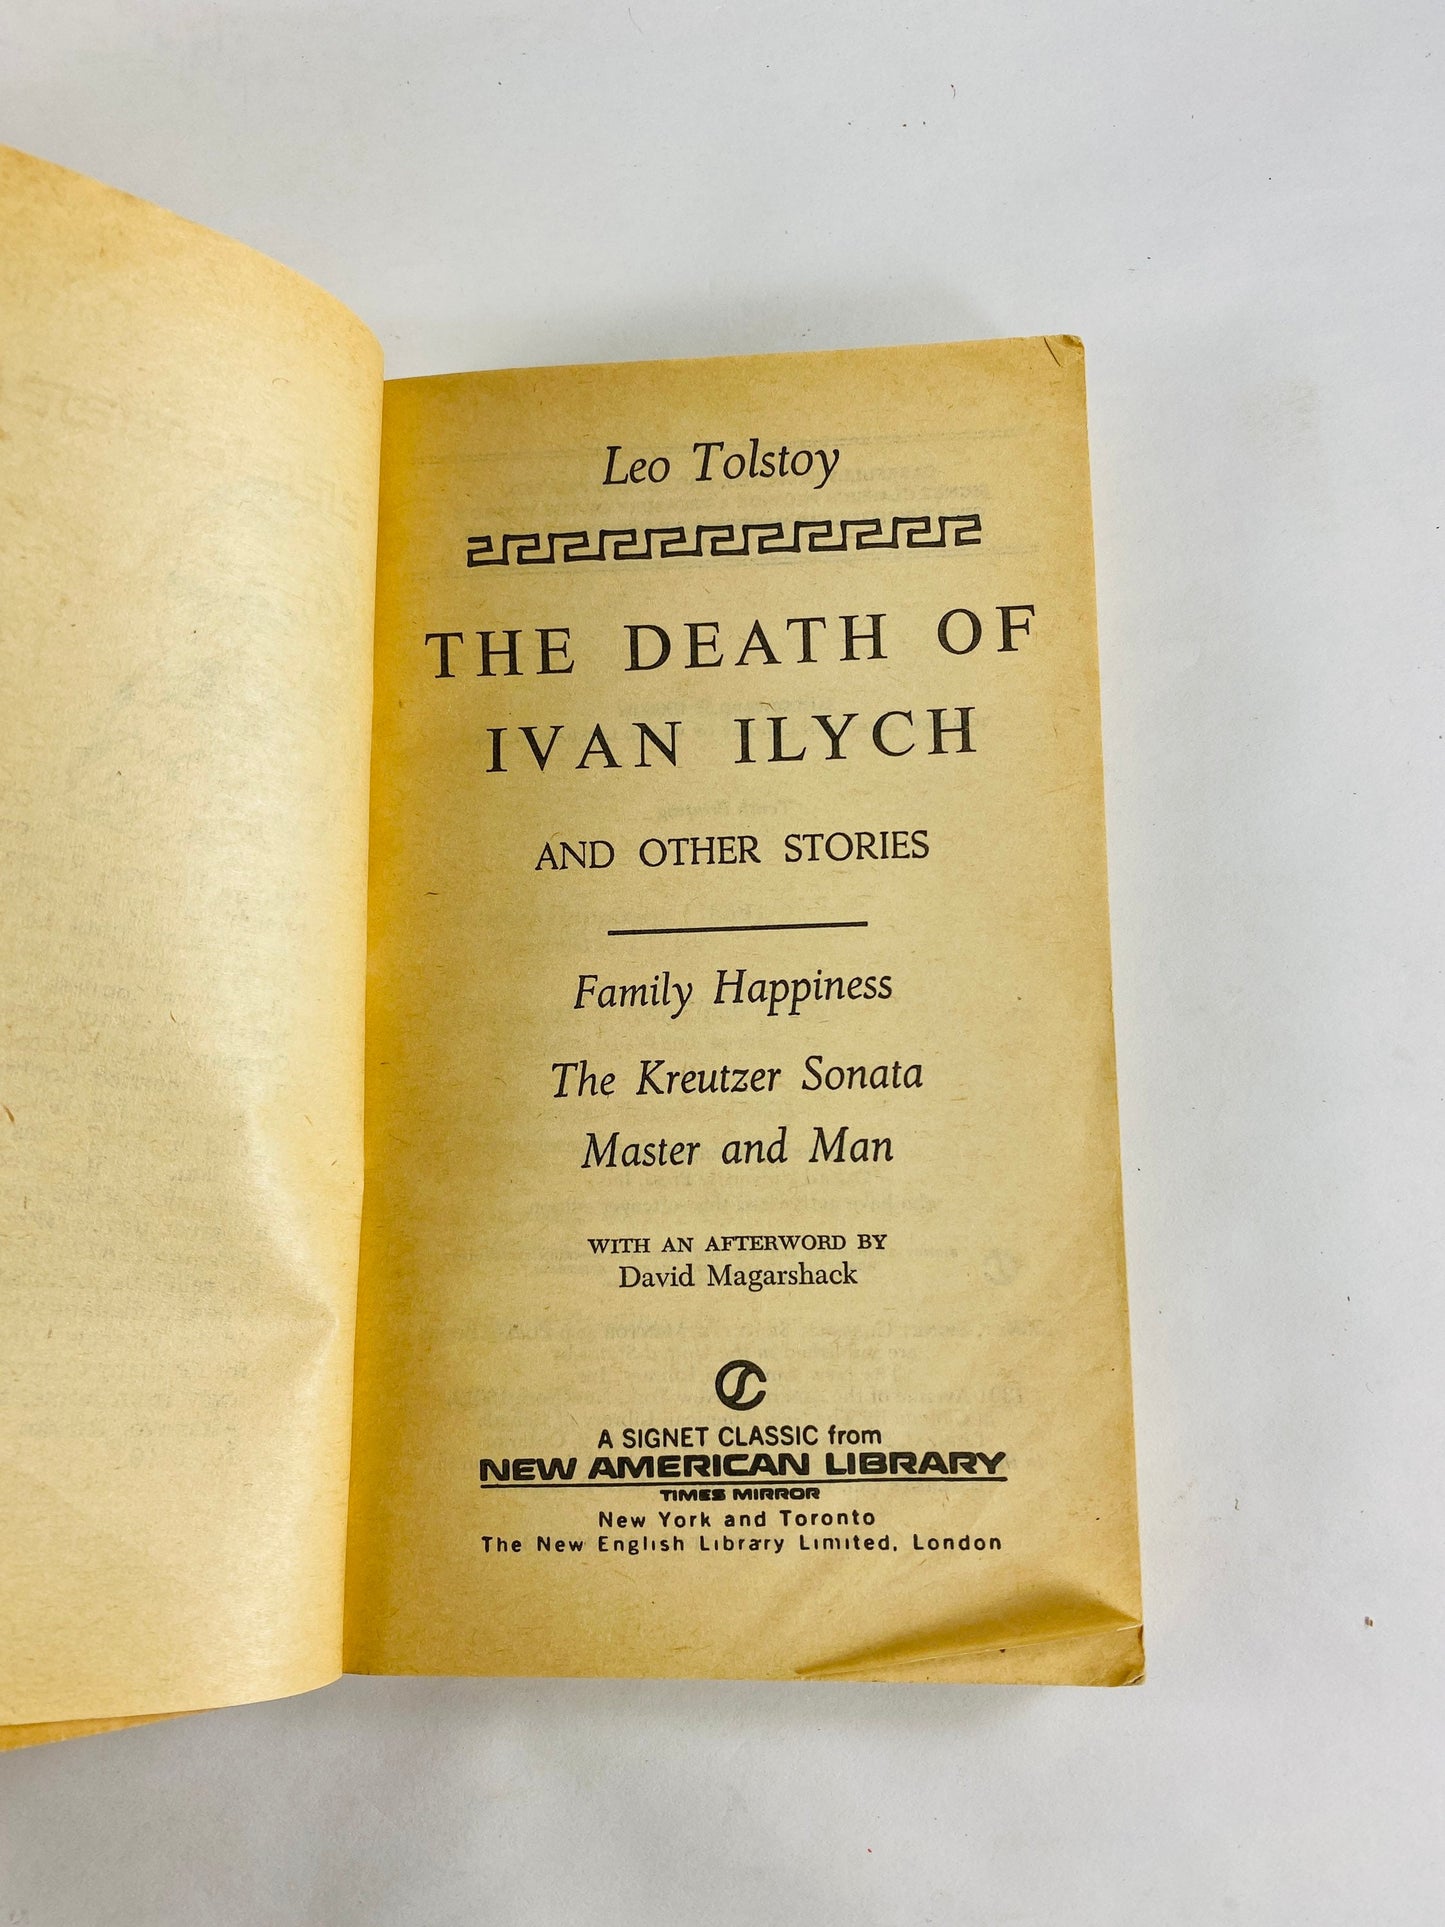 Leo Tolstoy
THE DEATH OF
IVAN ILYCH
AND OTHER STORIES
Family Happiness
The Kreutzer Sonata
Master and Man
WITH AN AFTERWORD BY
David Magarshack
A SIGNET CLASSIC from
NEW AMERICAN LIBRARY
TIMES MIRROR
New York and Toronto
The New English Library Limited, London